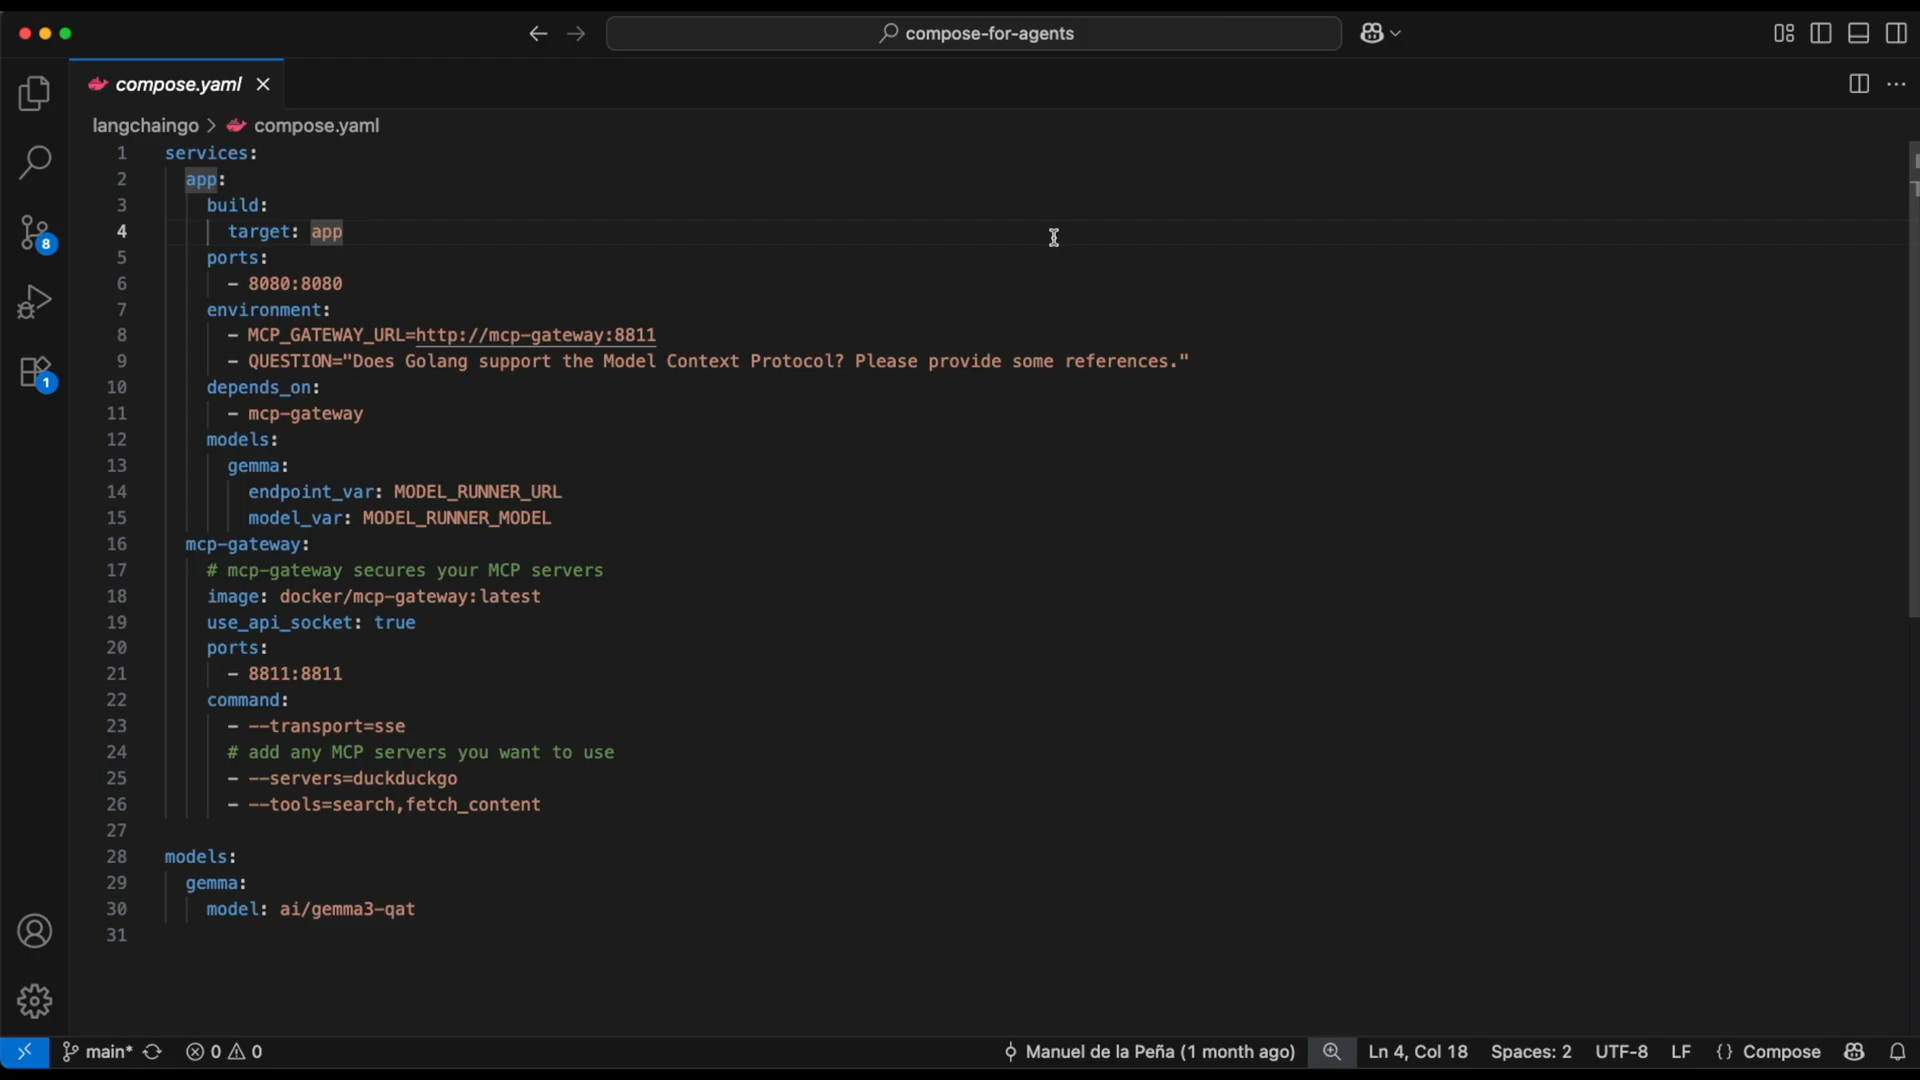 compose-for-agents
compose.yaml
langchaingo > compose.yaml
1 services:
2   app:
3     build:
4       target: app
5     ports:
6       - 8080:8080
7     environment:
8       - MCP_GATEWAY_URL=http://mcp-gateway:8811
9       - QUESTION="Does Golang support the Model Context Protocol? Please provide some references."
10     depends_on:
11       - mcp-gateway
12     models:
13       gemma:
14         endpoint_var: MODEL_RUNNER_URL
15         model_var: MODEL_RUNNER_MODEL
16   mcp-gateway:
17     # mcp-gateway secures your MCP servers
18     image: docker/mcp-gateway:latest
19     use_api_socket: true
20     ports:
21       - 8811:8811
22     command:
23       - --transport=sse
24       # add any MCP servers you want to use
25       - --servers=duckduckgo
26       - --tools=search,fetch_content
27
28 models:
29   gemma:
30     model: ai/gemma3-qat
31
8
1
main* 0 0 Manuel de la Peña (1 month ago) Ln 4, Col 18 Spaces: 2 UTF-8 LF {} Compose